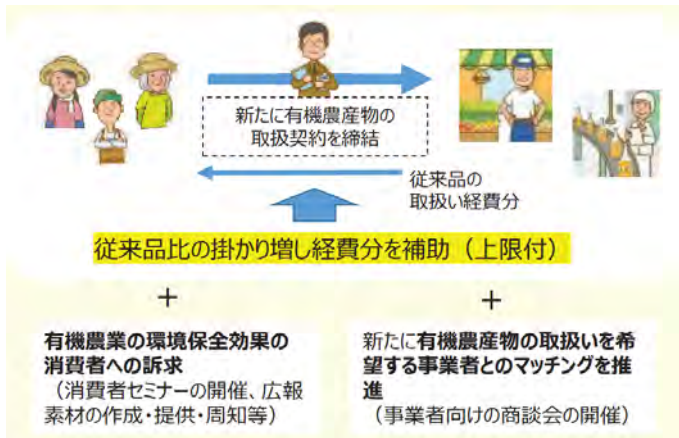 新たに有機農産物の
取扱契約を締結
従来品の
取扱い経費分
従来品比の掛かり増し経費分を補助（上限付）
+
有機農業の環境保全効果の
消費者への訴求
（消費者セミナーの開催、広報
素材の作成・提供・周知等）
+
新たに有機農産物の取扱いを希
望する事業者とのマッチングを推
進
（事業者向けの商談会の開催）